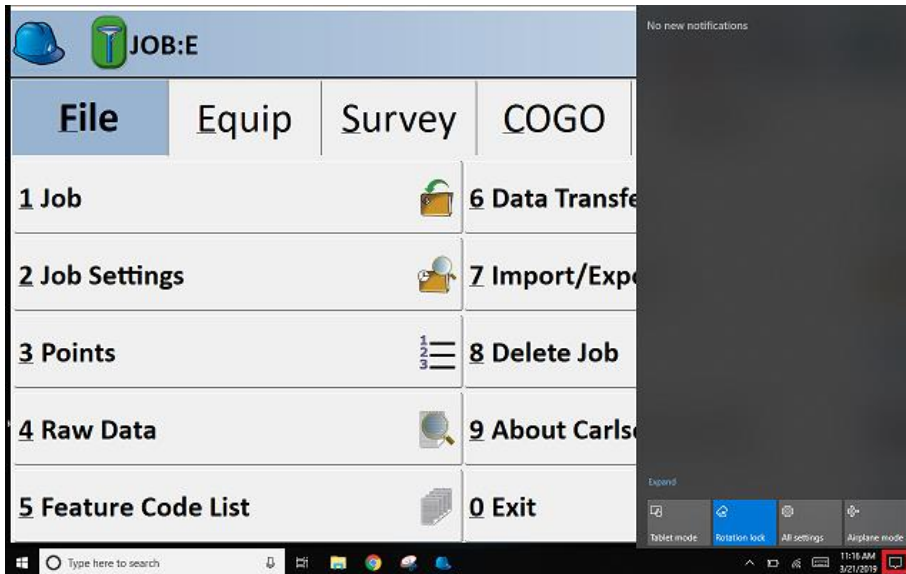 JOB:E
File Equip Survey COGO
1 Job
6 Data Transfe
2 Job Settings
7 Import/Expo
3 Points
8 Delete Job
4 Raw Data
9 About Carlso
5 Feature Code List
0 Exit
No new notifications
Expand
Tablet mode Rotation lock All settings Airplane mode
Type here to search
11:16 AM
3/21/2019